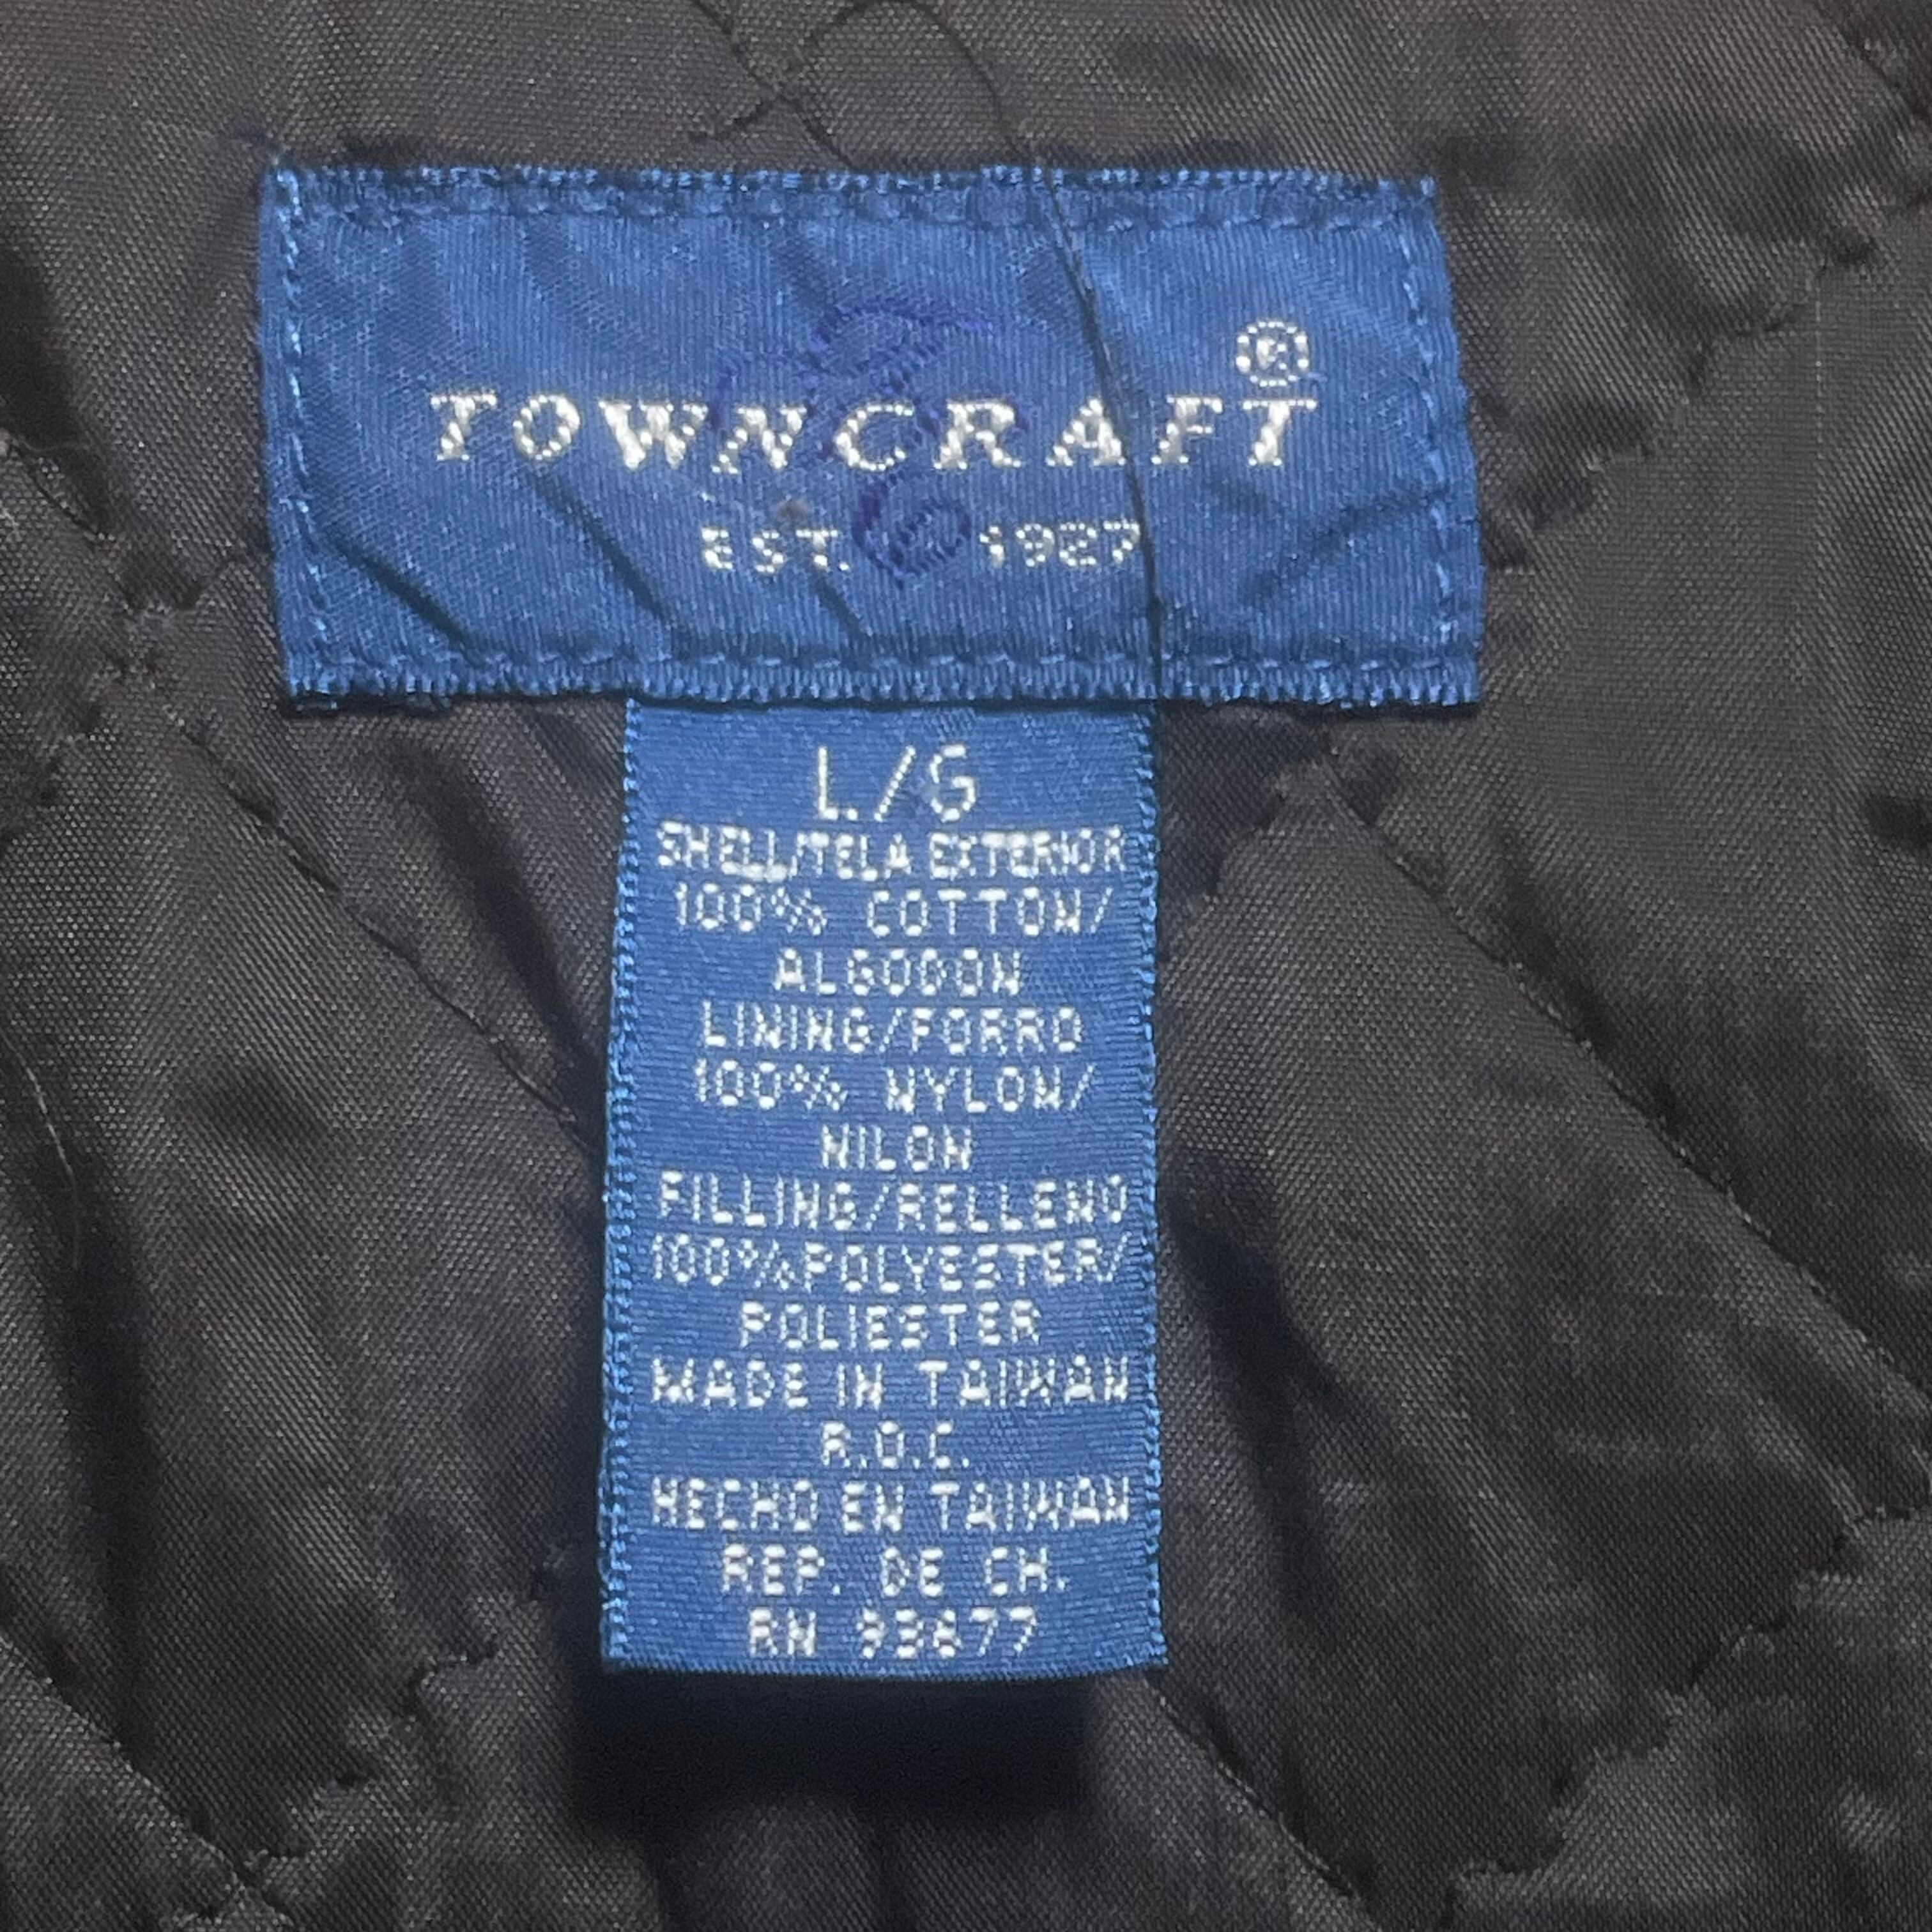 TOWNCRAFT®
EST. 1927
L/G
SHELL/TELA EXTERIOR
100% COTTON/
ALGODON
LINING/FORRO
100% NYLON/
NILON
FILLING/RELLENO
100%POLYESTER/
POLIESTER
MADE IN TAIWAN
R.O.C.
HECHO EN TAIWAN
REP. DE CH.
RN 93677